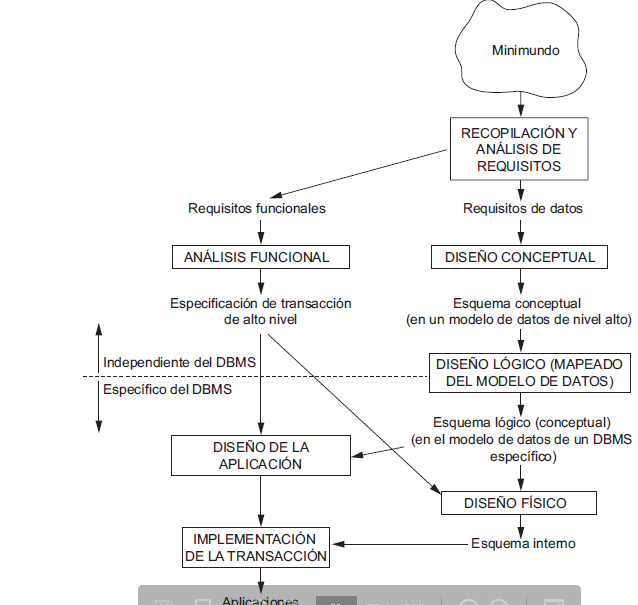 Minimundo
RECOPILACIÓN Y
ANÁLISIS DE
REQUISITOS
Requisitos funcionales
Requisitos de datos
ANÁLISIS FUNCIONAL
DISEÑO CONCEPTUAL
Especificación de transacción
de alto nivel
Esquema conceptual
(en un modelo de datos de nivel alto)
Independiente del DBMS
Específico del DBMS
DISEÑO LÓGICO (MAPEADO
DEL MODELO DE DATOS)
Esquema lógico (conceptual)
(en el modelo de datos de un DBMS
específico)
DISEÑO DE LA
APLICACIÓN
DISEÑO FÍSICO
IMPLEMENTACIÓN
DE LA TRANSACCIÓN
Esquema interno
Aplicaciones